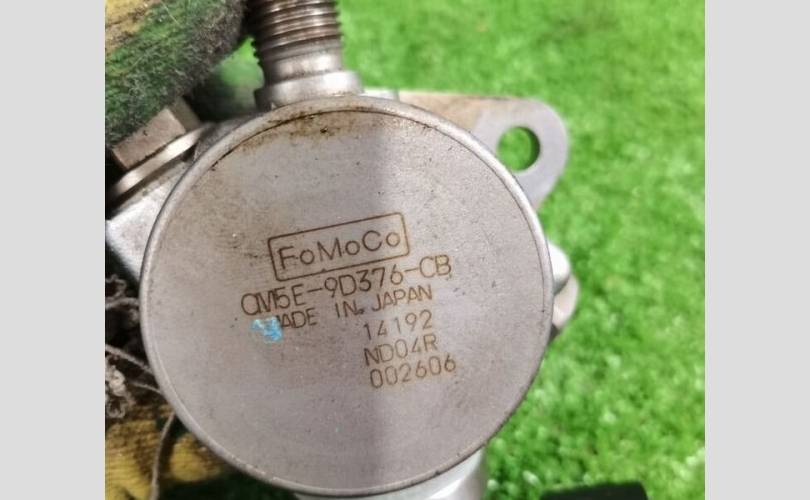 FoMoCo
CM5E-9D376-CB
MADE IN JAPAN
14192
ND04R
002606